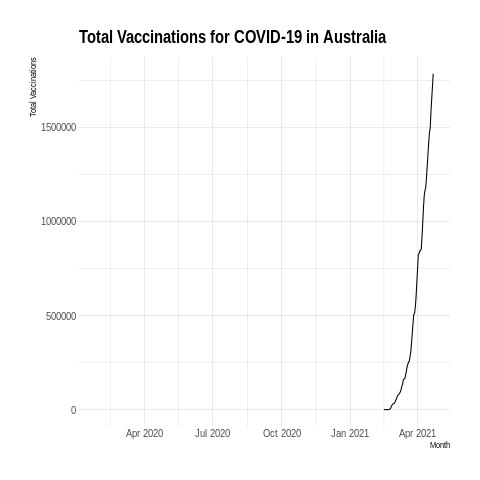 Total Vaccinations for COVID-19 in Australia
Total Vaccinations
1500000
1000000
500000
0
Apr 2020 Jul 2020 Oct 2020 Jan 2021 Apr 2021
Month